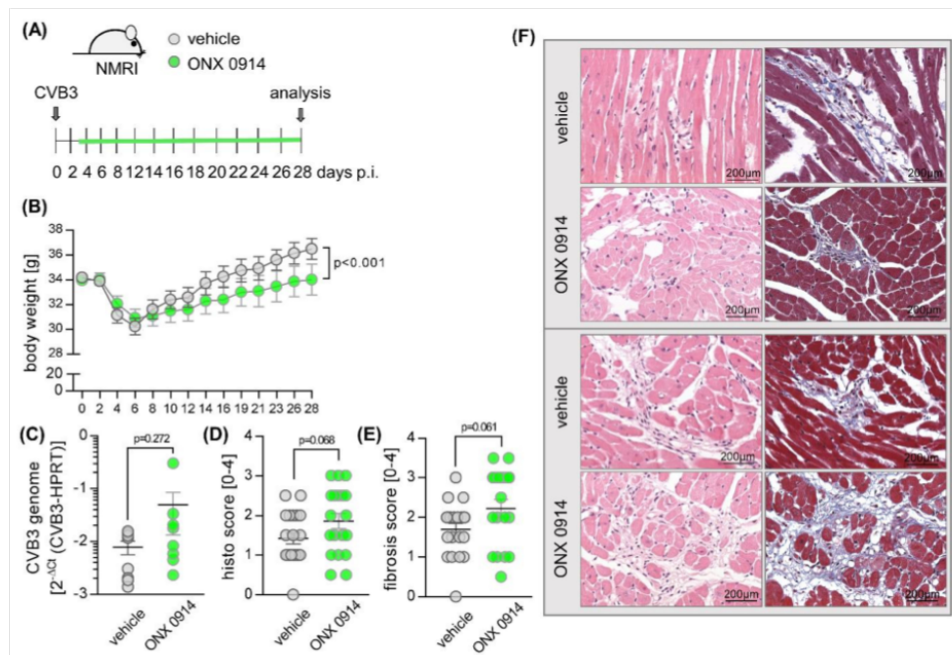 (A)
vehicle
ONX 0914
NMRI
CVB3
analysis
0 2 4 6 8 10 12 14 16 18 20 22 24 26 28 days p.i.
(B)
body weight [g]
38
36
34
32
30
28
20
0
p<0.001
0 2 4 6 8 10 12 14 16 19 21 23 26 28
(C)
CVB3 genome
[2-ΔCt (CVB3-HPRT)]
-1
-2
-3
p=0.272
vehicle
ONX 0914
(D)
histo score [0-4]
4
3
2
1
0
p=0.068
vehicle
ONX 0914
(E)
fibrosis score [0-4]
4
3
2
1
0
p=0.061
vehicle
ONX 0914
(F)
vehicle
200µm
200µm
ONX 0914
200µm
200µm
vehicle
200µm
200µm
ONX 0914
200µm
200µm